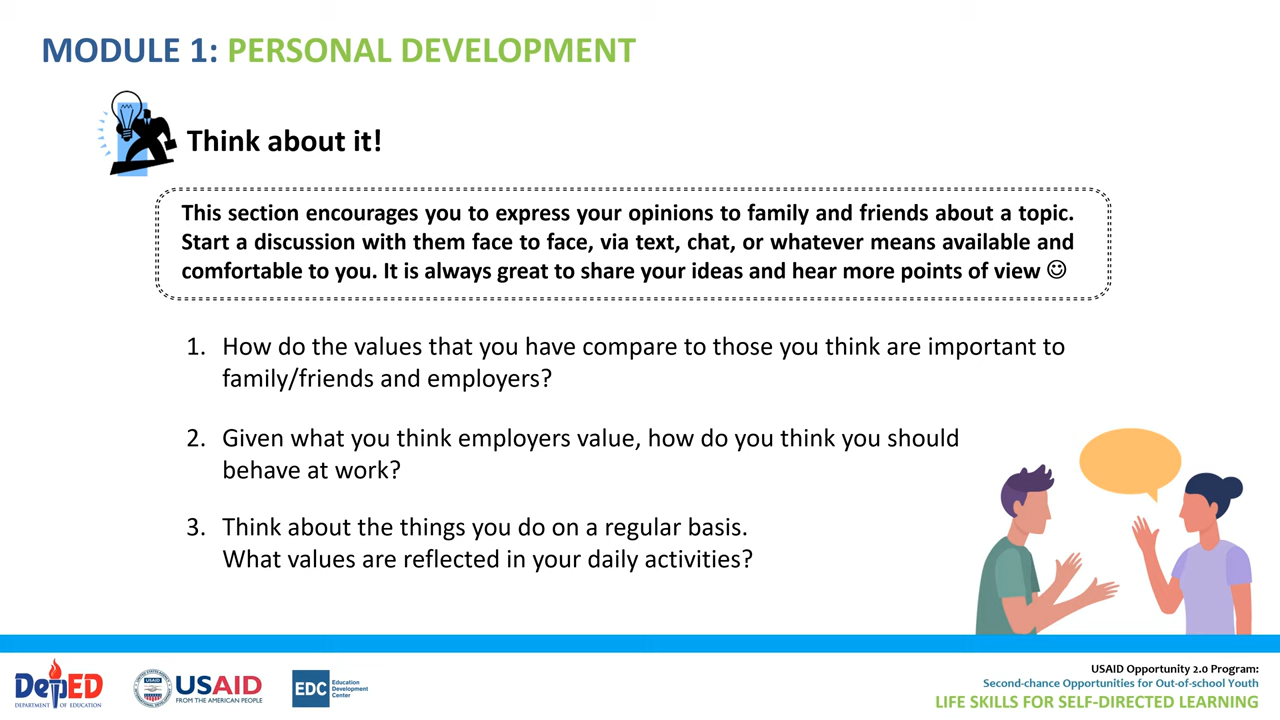 MODULE 1: PERSONAL DEVELOPMENT
Think about it!
This section encourages you to express your opinions to family and friends about a topic.
Start a discussion with them face to face, via text, chat, or whatever means available and
comfortable to you. It is always great to share your ideas and hear more points of view ☺
1. How do the values that you have compare to those you think are important to
family/friends and employers?
2. Given what you think employers value, how do you think you should
behave at work?
3. Think about the things you do on a regular basis.
What values are reflected in your daily activities?
DepED
DEPARTMENT OF EDUCATION
USAID
FROM THE AMERICAN PEOPLE
EDC
Education
Development
Center
USAID Opportunity 2.0 Program:
Second-chance Opportunities for Out-of-school Youth
LIFE SKILLS FOR SELF-DIRECTED LEARNING